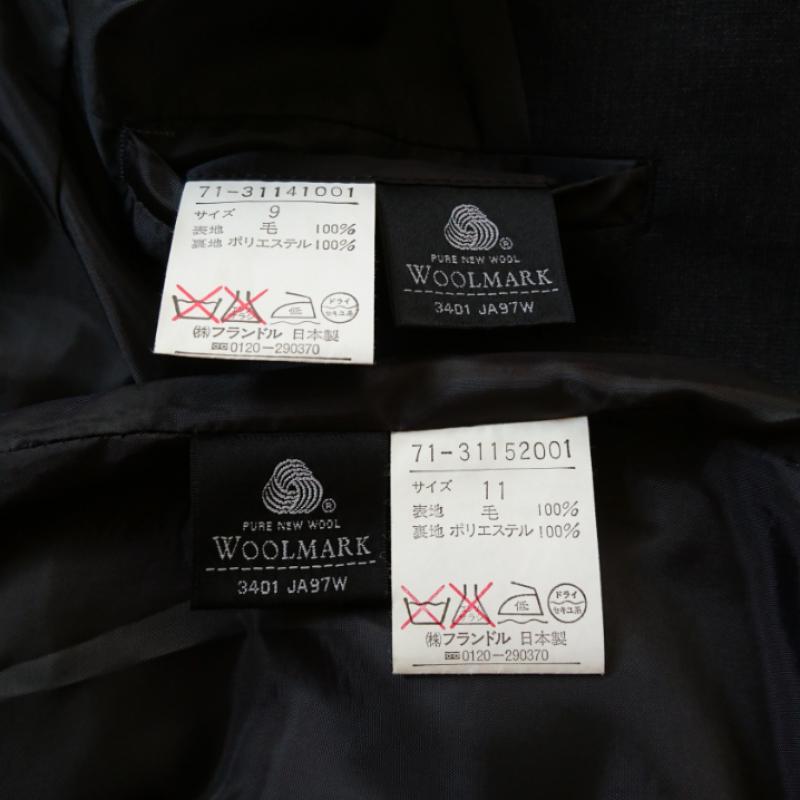 71-31141001
サイズ 9
表地 毛 100%
裏地 ポリエステル 100%
低
ドライ
セキユ系
(株)フランドル 日本製
0120-290370
PURE NEW WOOL
WOOLMARK
3401 JA97W
PURE NEW WOOL
WOOLMARK
3401 JA97W
71-31152001
サイズ 11
表地 毛 100%
裏地 ポリエステル 100%
低
ドライ
セキユ系
(株)フランドル 日本製
0120-290370